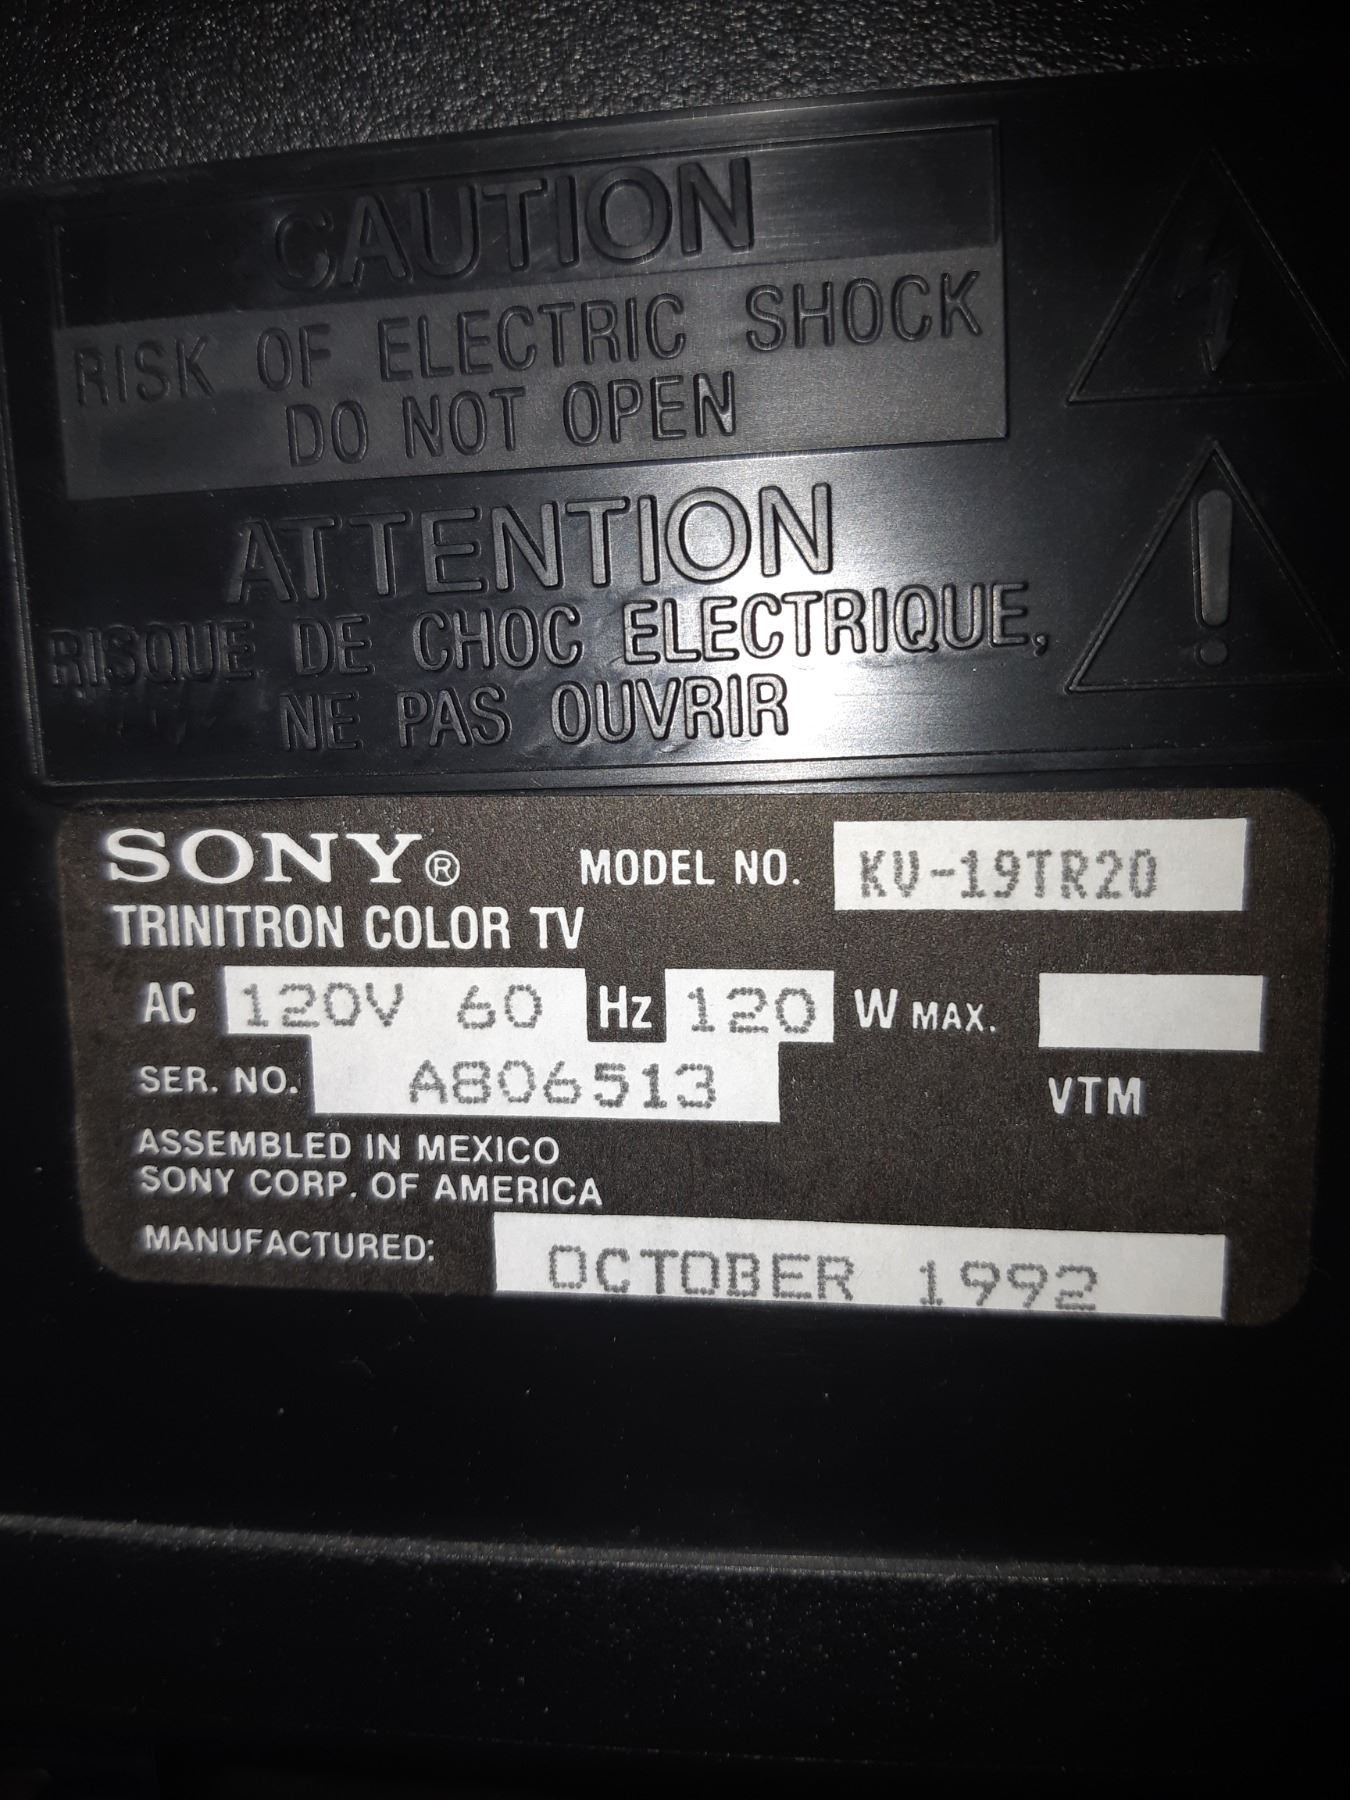 CAUTION
RISK OF ELECTRIC SHOCK
DO NOT OPEN
ATTENTION
RISQUE DE CHOC ELECTRIQUE,
NE PAS OUVRIR
SONY® MODEL NO. KV-19TR20
TRINITRON COLOR TV
AC 120V 60 Hz 120 W MAX.
SER. NO. A806513 VTM
ASSEMBLED IN MEXICO
SONY CORP. OF AMERICA
MANUFACTURED: OCTOBER 1992